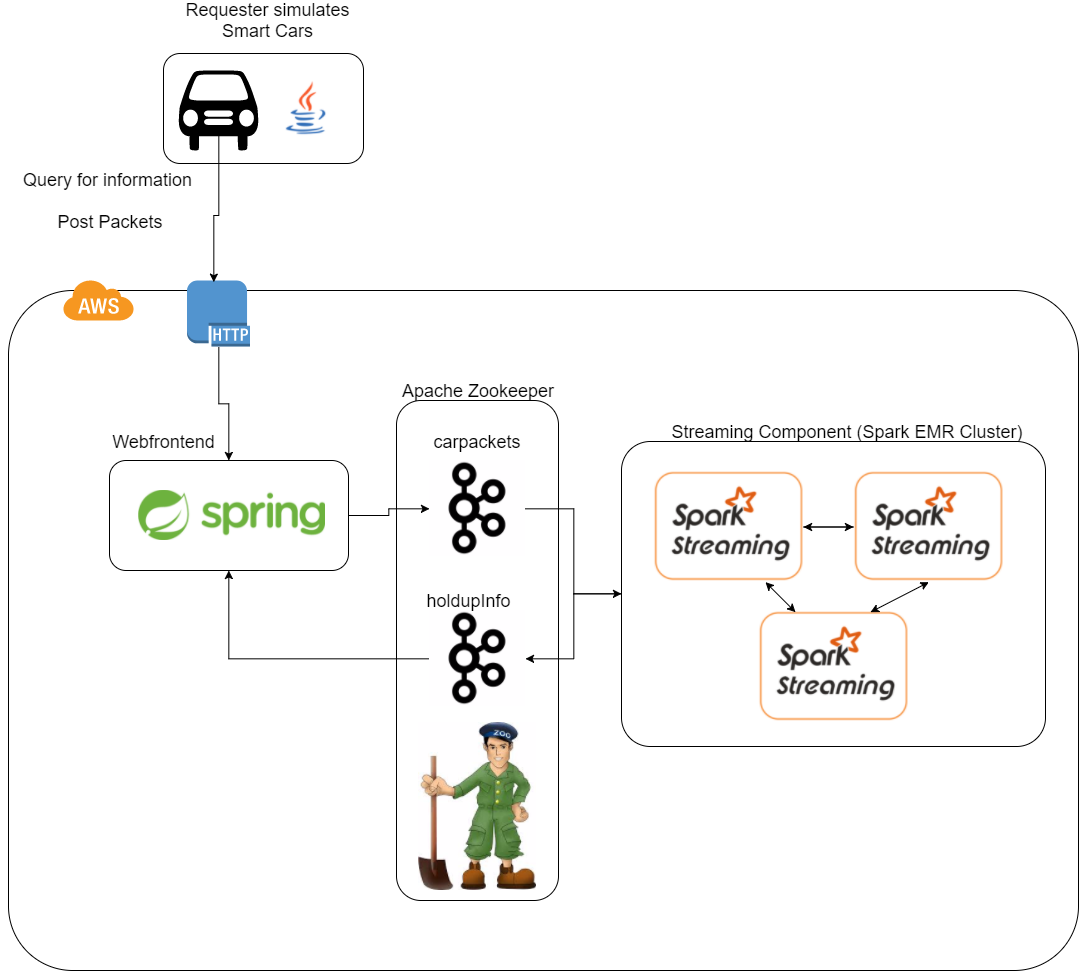 Requester simulates
Smart Cars
Query for information
Post Packets
AWS
HTTP
Apache Zookeeper
Webfrontend
carpackets
Streaming Component (Spark EMR Cluster)
spring
Spark
Streaming
Spark
Streaming
holdupInfo
Spark
Streaming
ZOO